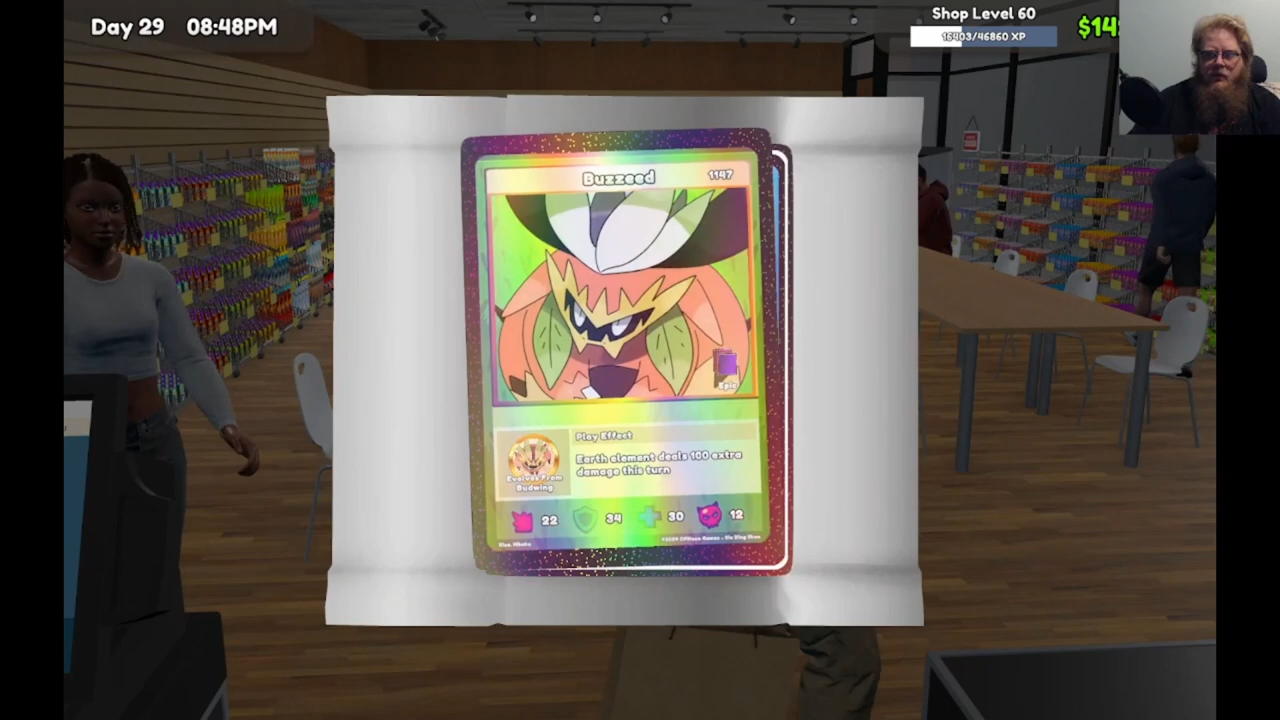 Day 29 08:48PM
Shop Level 60
16403/46860 XP
$14
Buzzeed 1147
Epic
Play Effect
Earth element deals 100 extra
damage this turn
Evolves From
Budwing
22 34 30 12